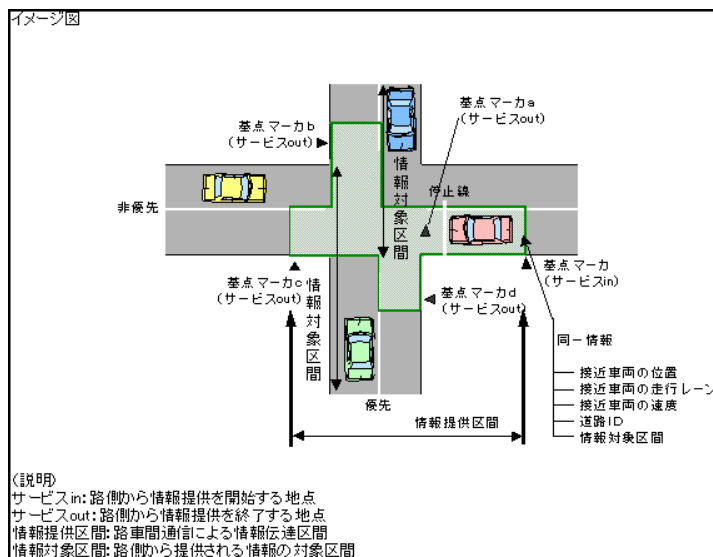 イメージ図
基点マーカb
(サービスout)
基点マーカa
(サービスout)
情報対象区間
停止線
非優先
基点マーカc
(サービスout)
情報対象区間
基点マーカd
(サービスout)
基点マーカ
(サービスin)
同一情報
接近車両の位置
接近車両の走行レーン
接近車両の速度
道路ID
情報対象区間
優先
情報提供区間
(説明)
サービスin:路側から情報提供を開始する地点
サービスout:路側から情報提供を終了する地点
情報提供区間:路車間通信による情報伝達区間
情報対象区間:路側から提供される情報の対象区間